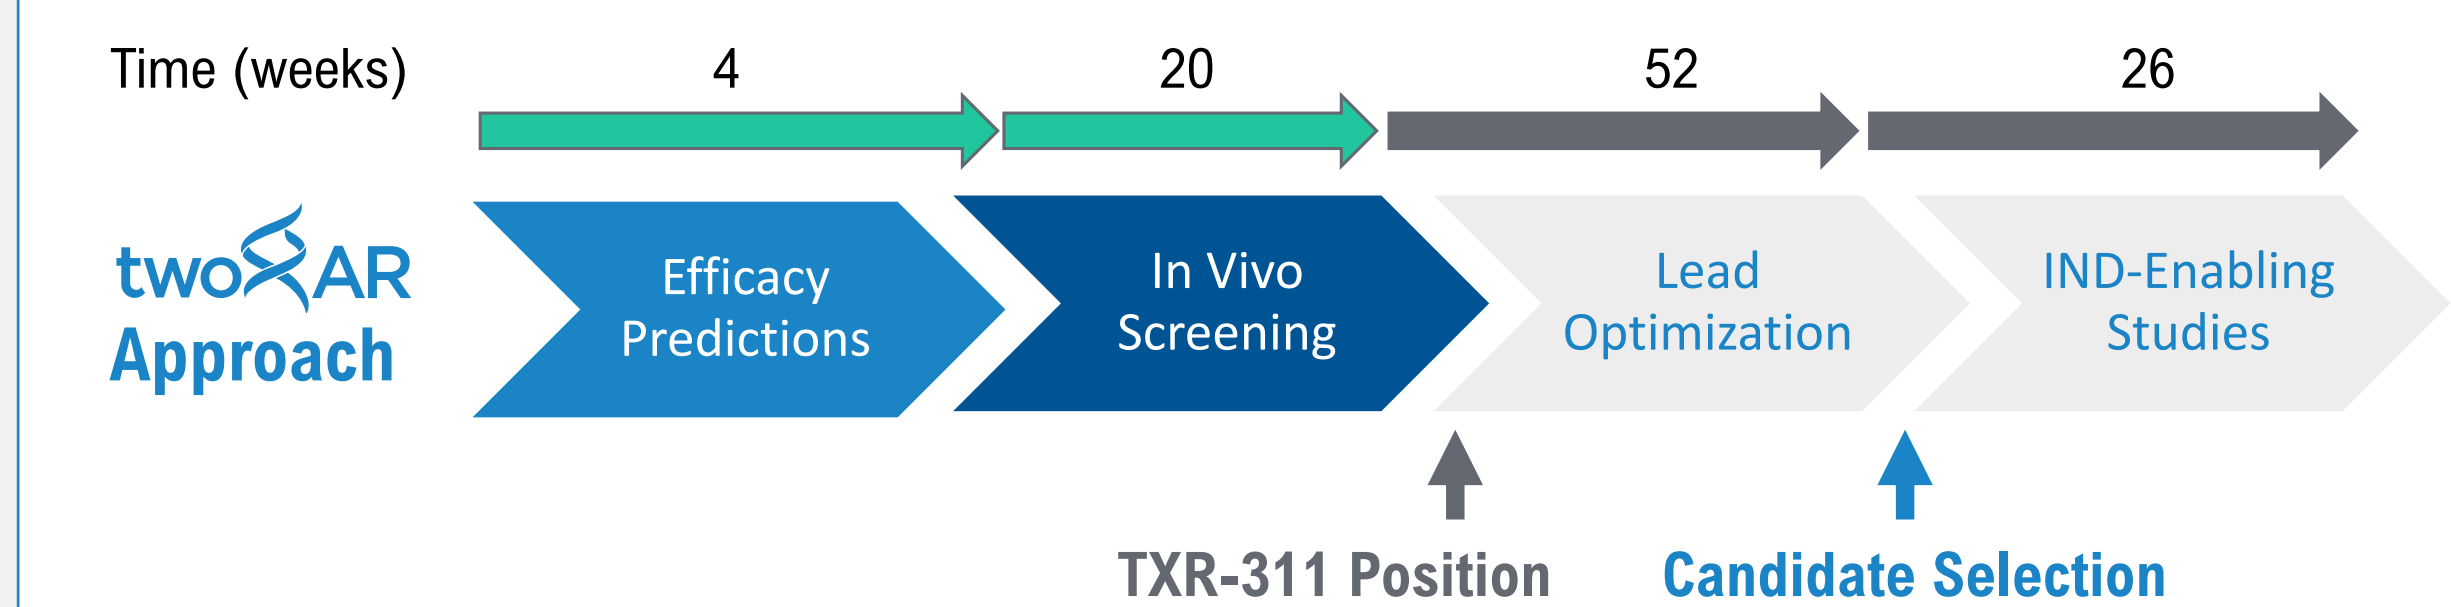 Time (weeks) 4 20 52 26
twoXAR
Approach
Efficacy
Predictions
In Vivo
Screening
Lead
Optimization
IND-Enabling
Studies
TXR-311 Position
Candidate Selection